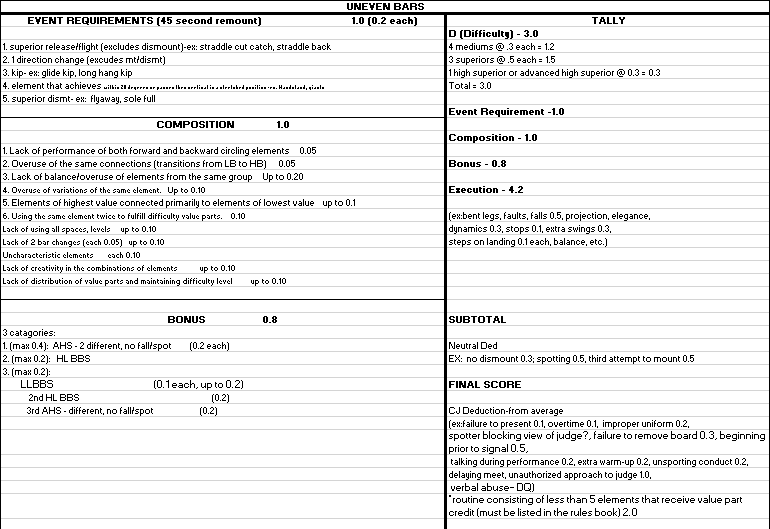 UNEVEN BARS
EVENT REQUIREMENTS (45 second remount) 1.0 (0.2 each)
1. superior release/flight (excludes dismount)-ex: straddle cut catch, straddle back
2. 1 direction change (excudes mt/dismt)
3. kip- ex: glide kip, long hang kip
4. element that achieves within 20 degrees or passes thru vertical in a stretched position -ex. Handstand, giants
5. superior dismt- ex: flyaway, sole full
COMPOSITION 1.0
1. Lack of performance of both forward and backward circling elements 0.05
2. Overuse of the same connections (transitions from LB to HB) 0.05
3. Lack of balance/overuse of elements from the same group Up to 0.20
4. Overuse of variations of the same element. Up to 0.10
5. Elements of highest value connected primarily to elements of lowest value up to 0.1
6. Using the same element twice to fulfill difficulty value parts. 0.10
Lack of using all spaces, levels up to 0.10
Lack of 2 bar changes (each 0.05) up to 0.10
Uncharacteristic elements each 0.10
Lack of creativity in the combinations of elements up to 0.10
Lack of distribution of value parts and maintaining difficulty level up to 0.10
BONUS 0.8
3 catagories:
1. (max 0.4): AHS - 2 different, no fall/spot (0.2 each)
2. (max 0.2): HL BBS
3. (max 0.2):
LLBBS (0.1 each, up to 0.2)
2nd HL BBS (0.2)
3rd AHS - different, no fall/spot (0.2)
TALLY
D (Difficulty) - 3.0
4 mediums @ .3 each = 1.2
3 superiors @ .5 each = 1.5
1 high superior or advanced high superior @ 0.3 = 0.3
Total = 3.0
Event Requirement -1.0
Composition - 1.0
Bonus - 0.8
Execution - 4.2
(ex:bent legs, faults, falls 0.5, projection, elegance,
dynamics 0.3, stops 0.1, extra swings 0.3,
steps on landing 0.1 each, balance, etc.)
SUBTOTAL
Neutral Ded
EX: no dismount 0.3; spotting 0.5, third attempt to mount 0.5
FINAL SCORE
CJ Deduction-from average
(ex:failure to present 0.1, overtime 0.1, improper uniform 0.2,
spotter blocking view of judge?, failure to remove board 0.3, beginning
prior to signal 0.5,
talking during performance 0.2, extra warm-up 0.2, unsporting conduct 0.2,
delaying meet, unauthorized approach to judge 1.0,
verbal abuse- DQ)
*routine consisting of less than 5 elements that receive value part
credit (must be listed in the rules book) 2.0